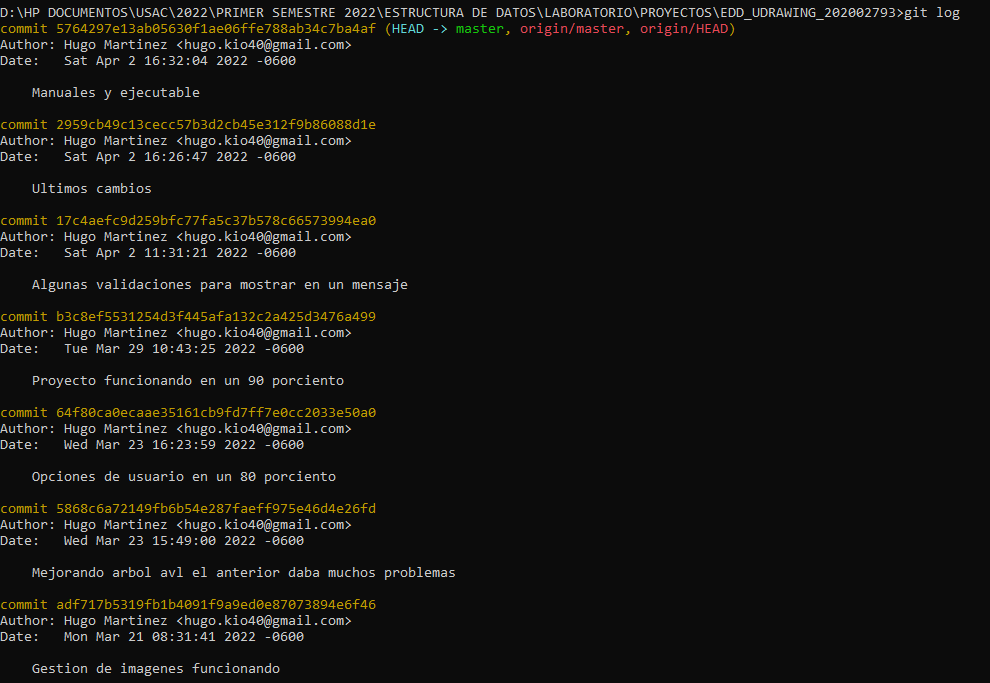 D:\HP DOCUMENTOS\USAC\2022\PRIMER SEMESTRE 2022\ESTRUCTURA DE DATOS\LABORATORIO\PROYECTOS\EDD_UDRAWING_202002793>git log
commit 5764297e13ab05630f1ae06ffe788ab34c7ba4af (HEAD -> master, origin/master, origin/HEAD)
Author: Hugo Martinez <hugo.kio40@gmail.com>
Date:   Sat Apr 2 16:32:04 2022 -0600

    Manuales y ejecutable

commit 2959cb49c13cecc57b3d2cb45e312f9b86088d1e
Author: Hugo Martinez <hugo.kio40@gmail.com>
Date:   Sat Apr 2 16:26:47 2022 -0600

    Ultimos cambios

commit 17c4aefc9d259bfc77fa5c37b578c66573994ea0
Author: Hugo Martinez <hugo.kio40@gmail.com>
Date:   Sat Apr 2 11:31:21 2022 -0600

    Algunas validaciones para mostrar en un mensaje

commit b3c8ef5531254d3f445afa132c2a425d3476a499
Author: Hugo Martinez <hugo.kio40@gmail.com>
Date:   Tue Mar 29 10:43:25 2022 -0600

    Proyecto funcionando en un 90 porciento

commit 64f80ca0ecaae35161cb9fd7ff7e0cc2033e50a0
Author: Hugo Martinez <hugo.kio40@gmail.com>
Date:   Wed Mar 23 16:23:59 2022 -0600

    Opciones de usuario en un 80 porciento

commit 5868c6a72149fb6b54e287faeff975e46d4e26fd
Author: Hugo Martinez <hugo.kio40@gmail.com>
Date:   Wed Mar 23 15:49:00 2022 -0600

    Mejorando arbol avl el anterior daba muchos problemas

commit adf717b5319fb1b4091f9a9ed0e87073894e6f46
Author: Hugo Martinez <hugo.kio40@gmail.com>
Date:   Mon Mar 21 08:31:41 2022 -0600

    Gestion de imagenes funcionando